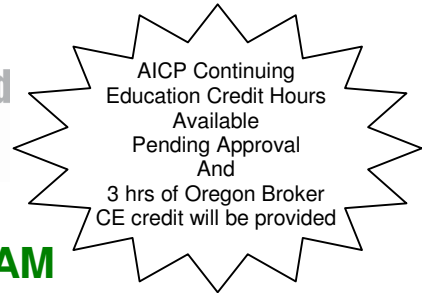 d
AICP Continuing
Education Credit Hours
Available
Pending Approval
And
3 hrs of Oregon Broker
CE credit will be provided
AM